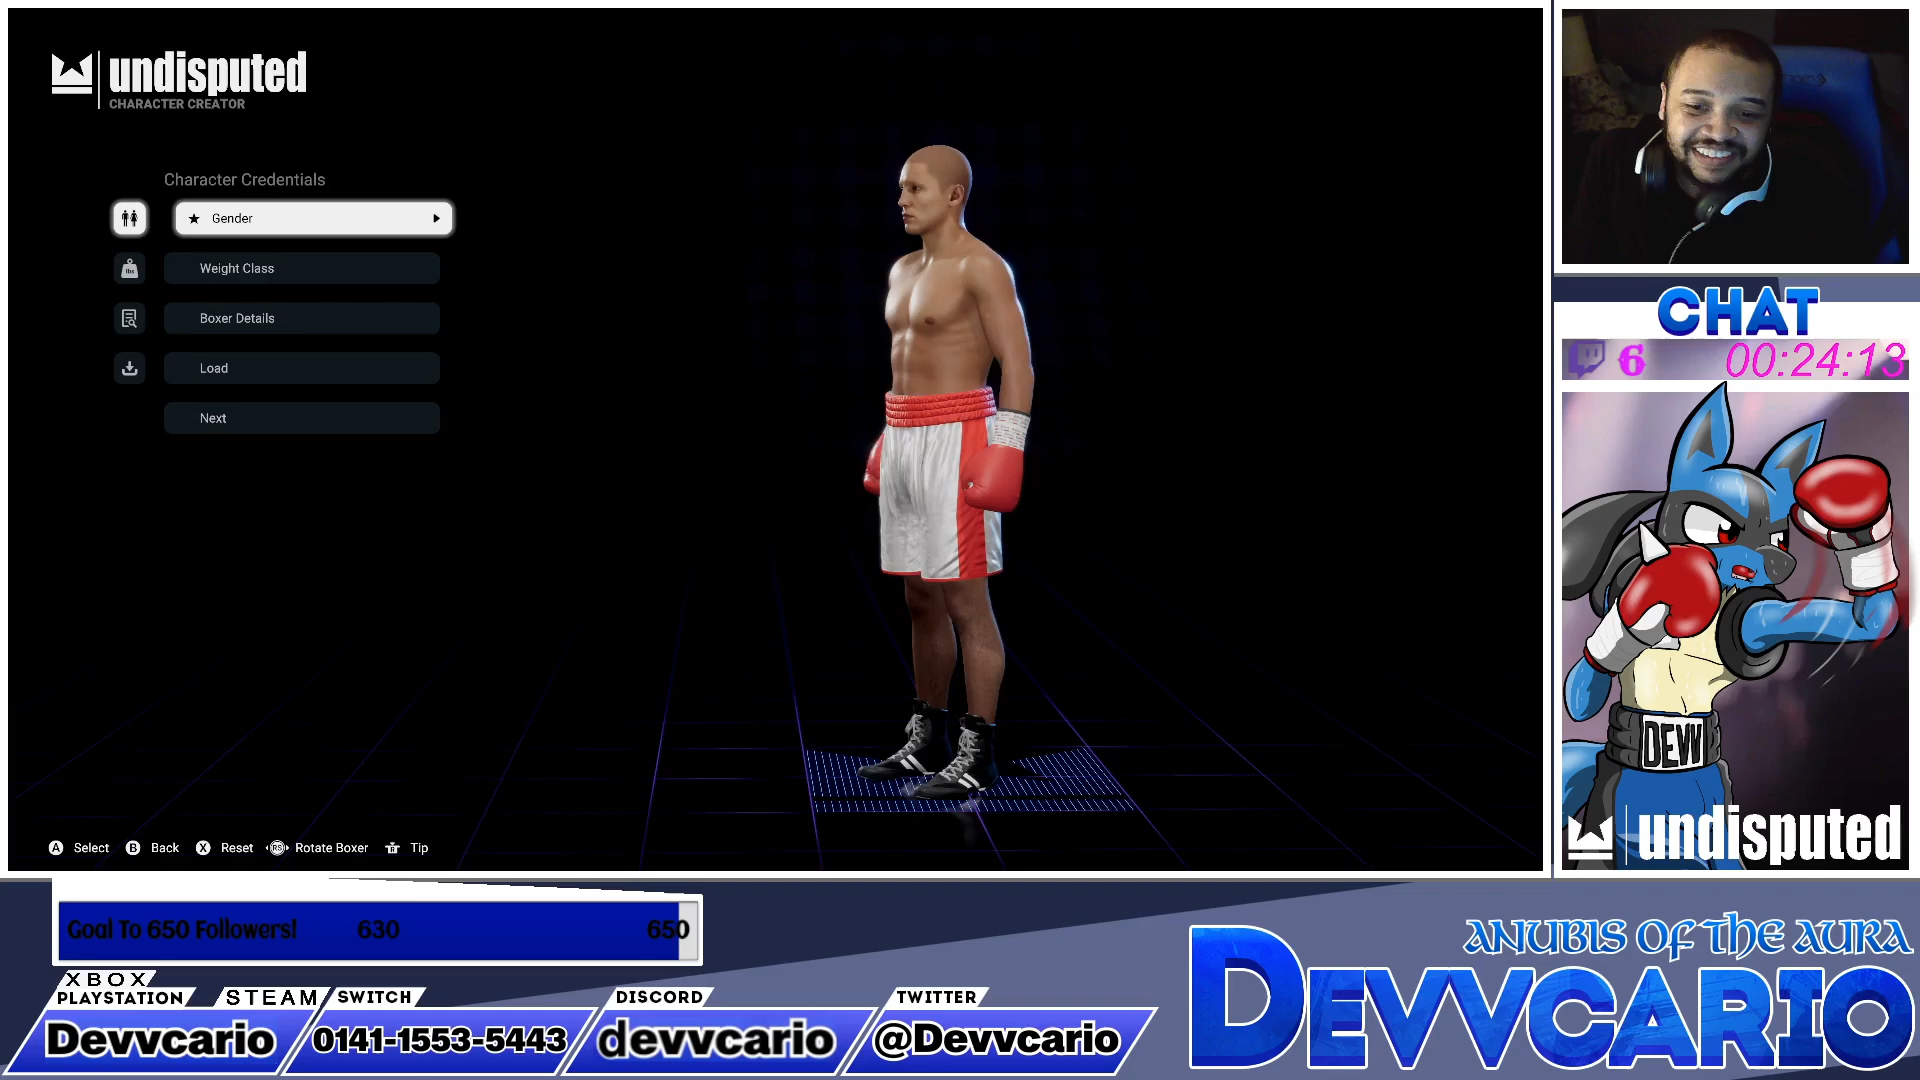 undisputed
CHARACTER CREATOR
Character Credentials
Gender
Weight Class
Boxer Details
Load
Next
A Select B Back X Reset RS Rotate Boxer Tip
CHAT
6 00:24:13
DEVV
undisputed
Goal To 650 Followers! 630 650
XBOX
PLAYSTATION STEAM SWITCH DISCORD TWITTER
Devvcario 0141-1553-5443 devvcario @Devvcario
ANUBIS OF THE AURA
DEVVCARIO